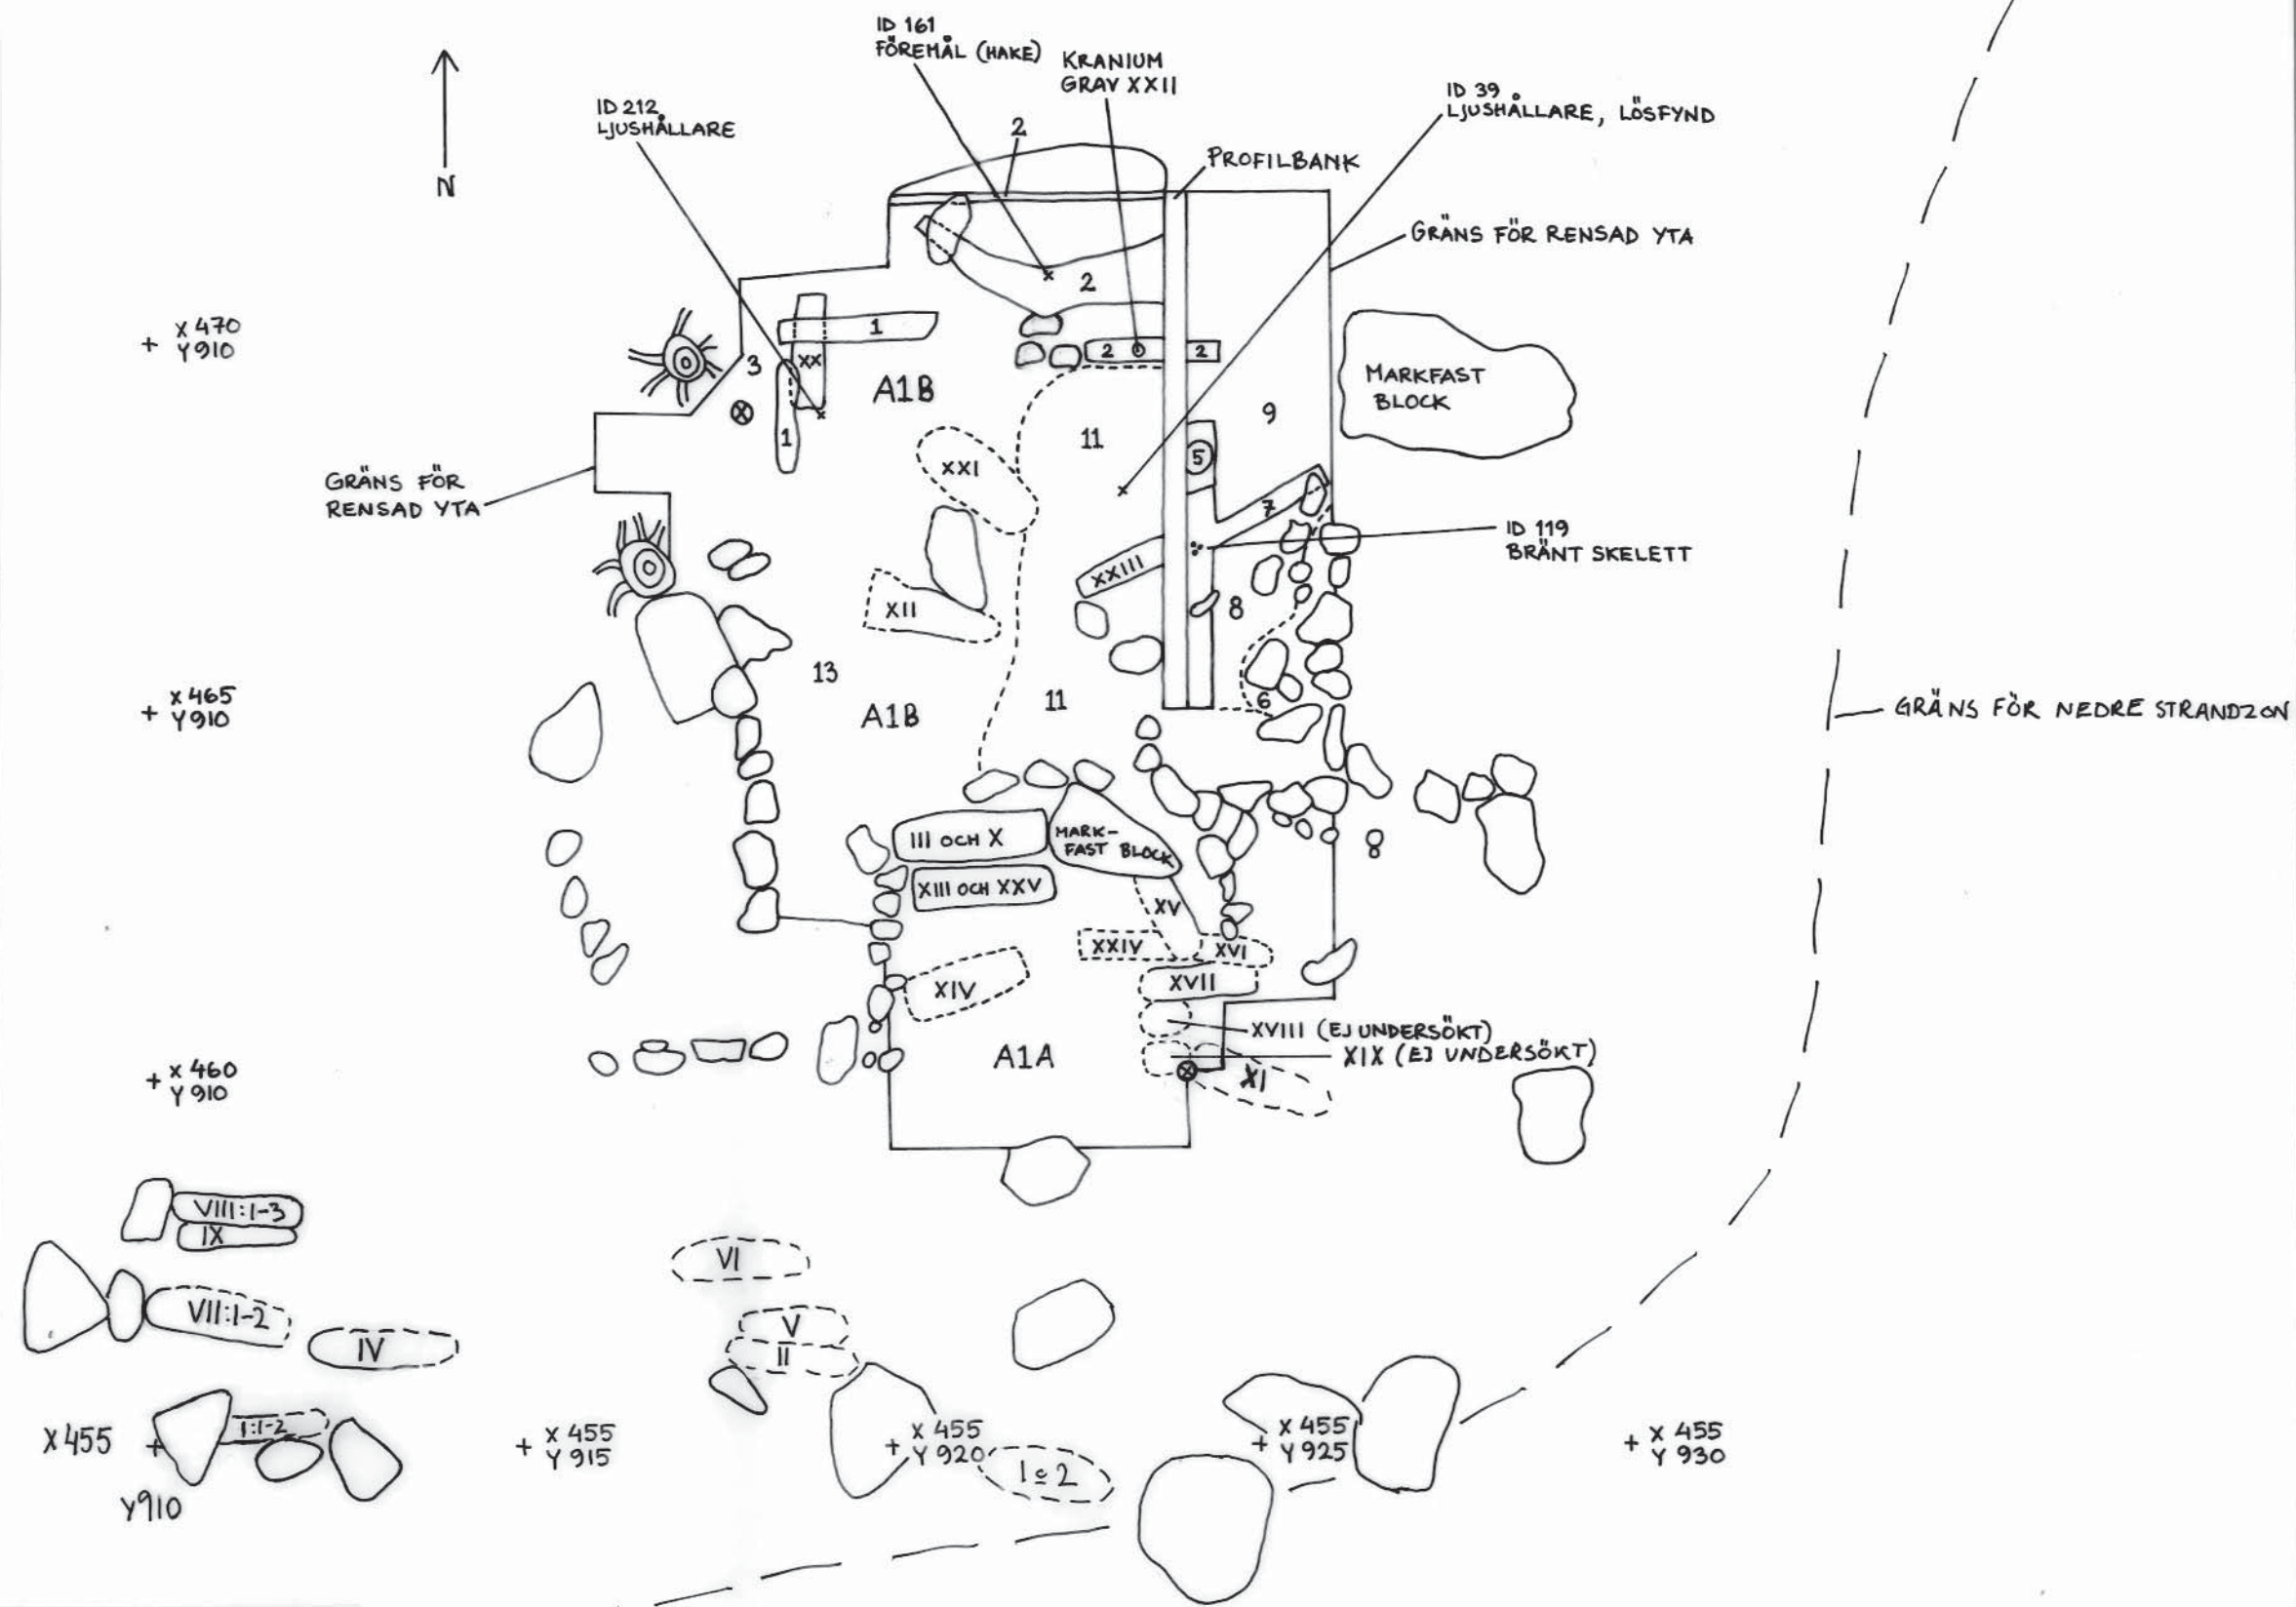 ID 161
FÖREMÅL (HAKE)
KRANIUM
GRAV XXII
ID 39
LJUSHÅLLARE, LÖSFYND
ID 212
LJUSHÅLLARE
2
PROFILBANK
N
GRÄNS FÖR RENSAD YTA
2
X 470
Y 910
1
2
2
3
XX
A1B
MARKFAST
BLOCK
9
11
1
5
XXI
GRÄNS FÖR
RENSAD YTA
7
ID 119
BRÄNT SKELETT
XXIII
XII
8
13
X 465
Y 910
A1B
11
6
GRÄNS FÖR NEDRE STRANDZON
III OCH X
MARK-
FAST BLOCK
XIII OCH XXV
XV
XXIV
XVI
XIV
XVII
XVIII (EJ UNDERSÖKT)
A1A
XIX (EJ UNDERSÖKT)
X 460
Y 910
XI
VIII:1-3
IX
VI
VII:1-2
V
IV
II
1:1-2
X 455
X 455
Y 915
X 455
Y 920
X 455
Y 925
X 455
Y 930
Y910